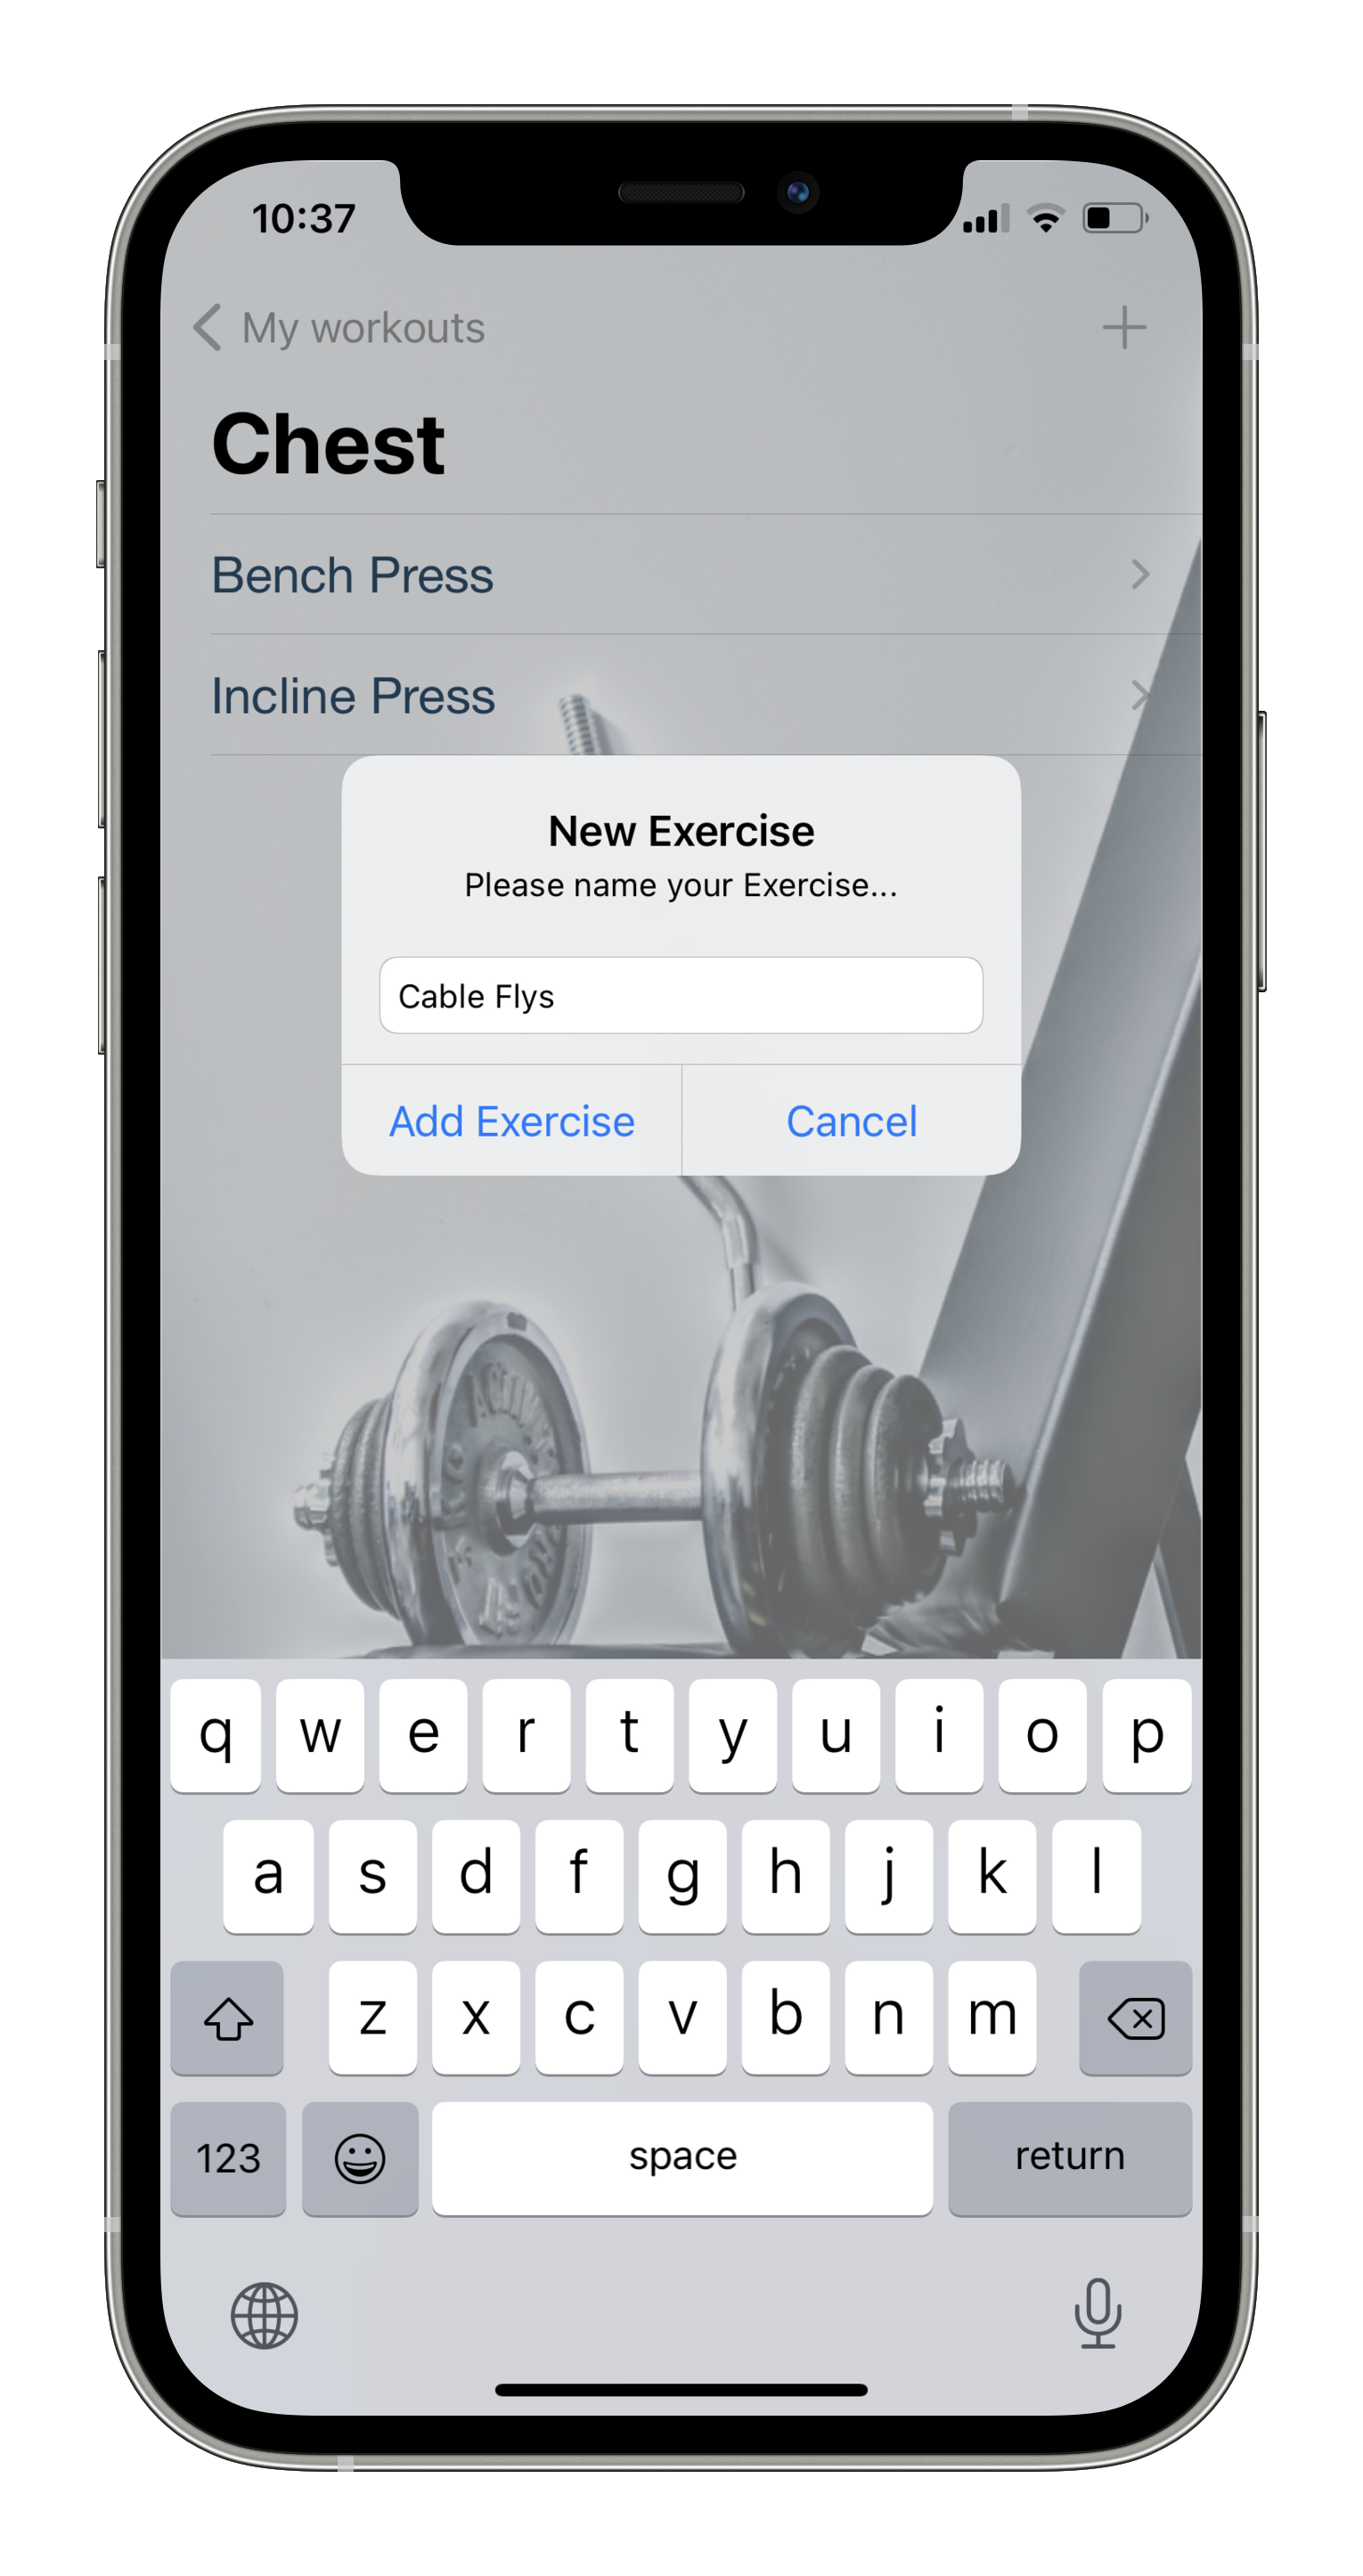 10:37
My workouts
Chest
Bench Press
Incline Press
New Exercise
Please name your Exercise...
Cable Flys
Add Exercise
Cancel
q w e r t y u i o p
a s d f g h j k l
z x c v b n m
123 space return